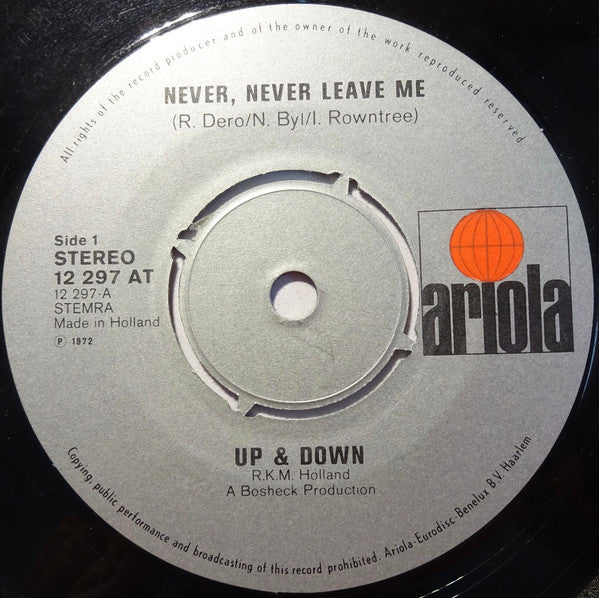 All rights of the record producer and of the owner of the work reproduced reserved.
NEVER, NEVER LEAVE ME
(R. Dero/N. Byl/I. Rowntree)
Side 1
STEREO
12 297 AT
12 297-A
STEMRA
Made in Holland
℗ 1972
ariola
UP & DOWN
R.K.M. Holland
A Bosheck Production
Copying, public performance and broadcasting of this record prohibited. Ariola-Eurodisc-Benelux B.V. Haarlem